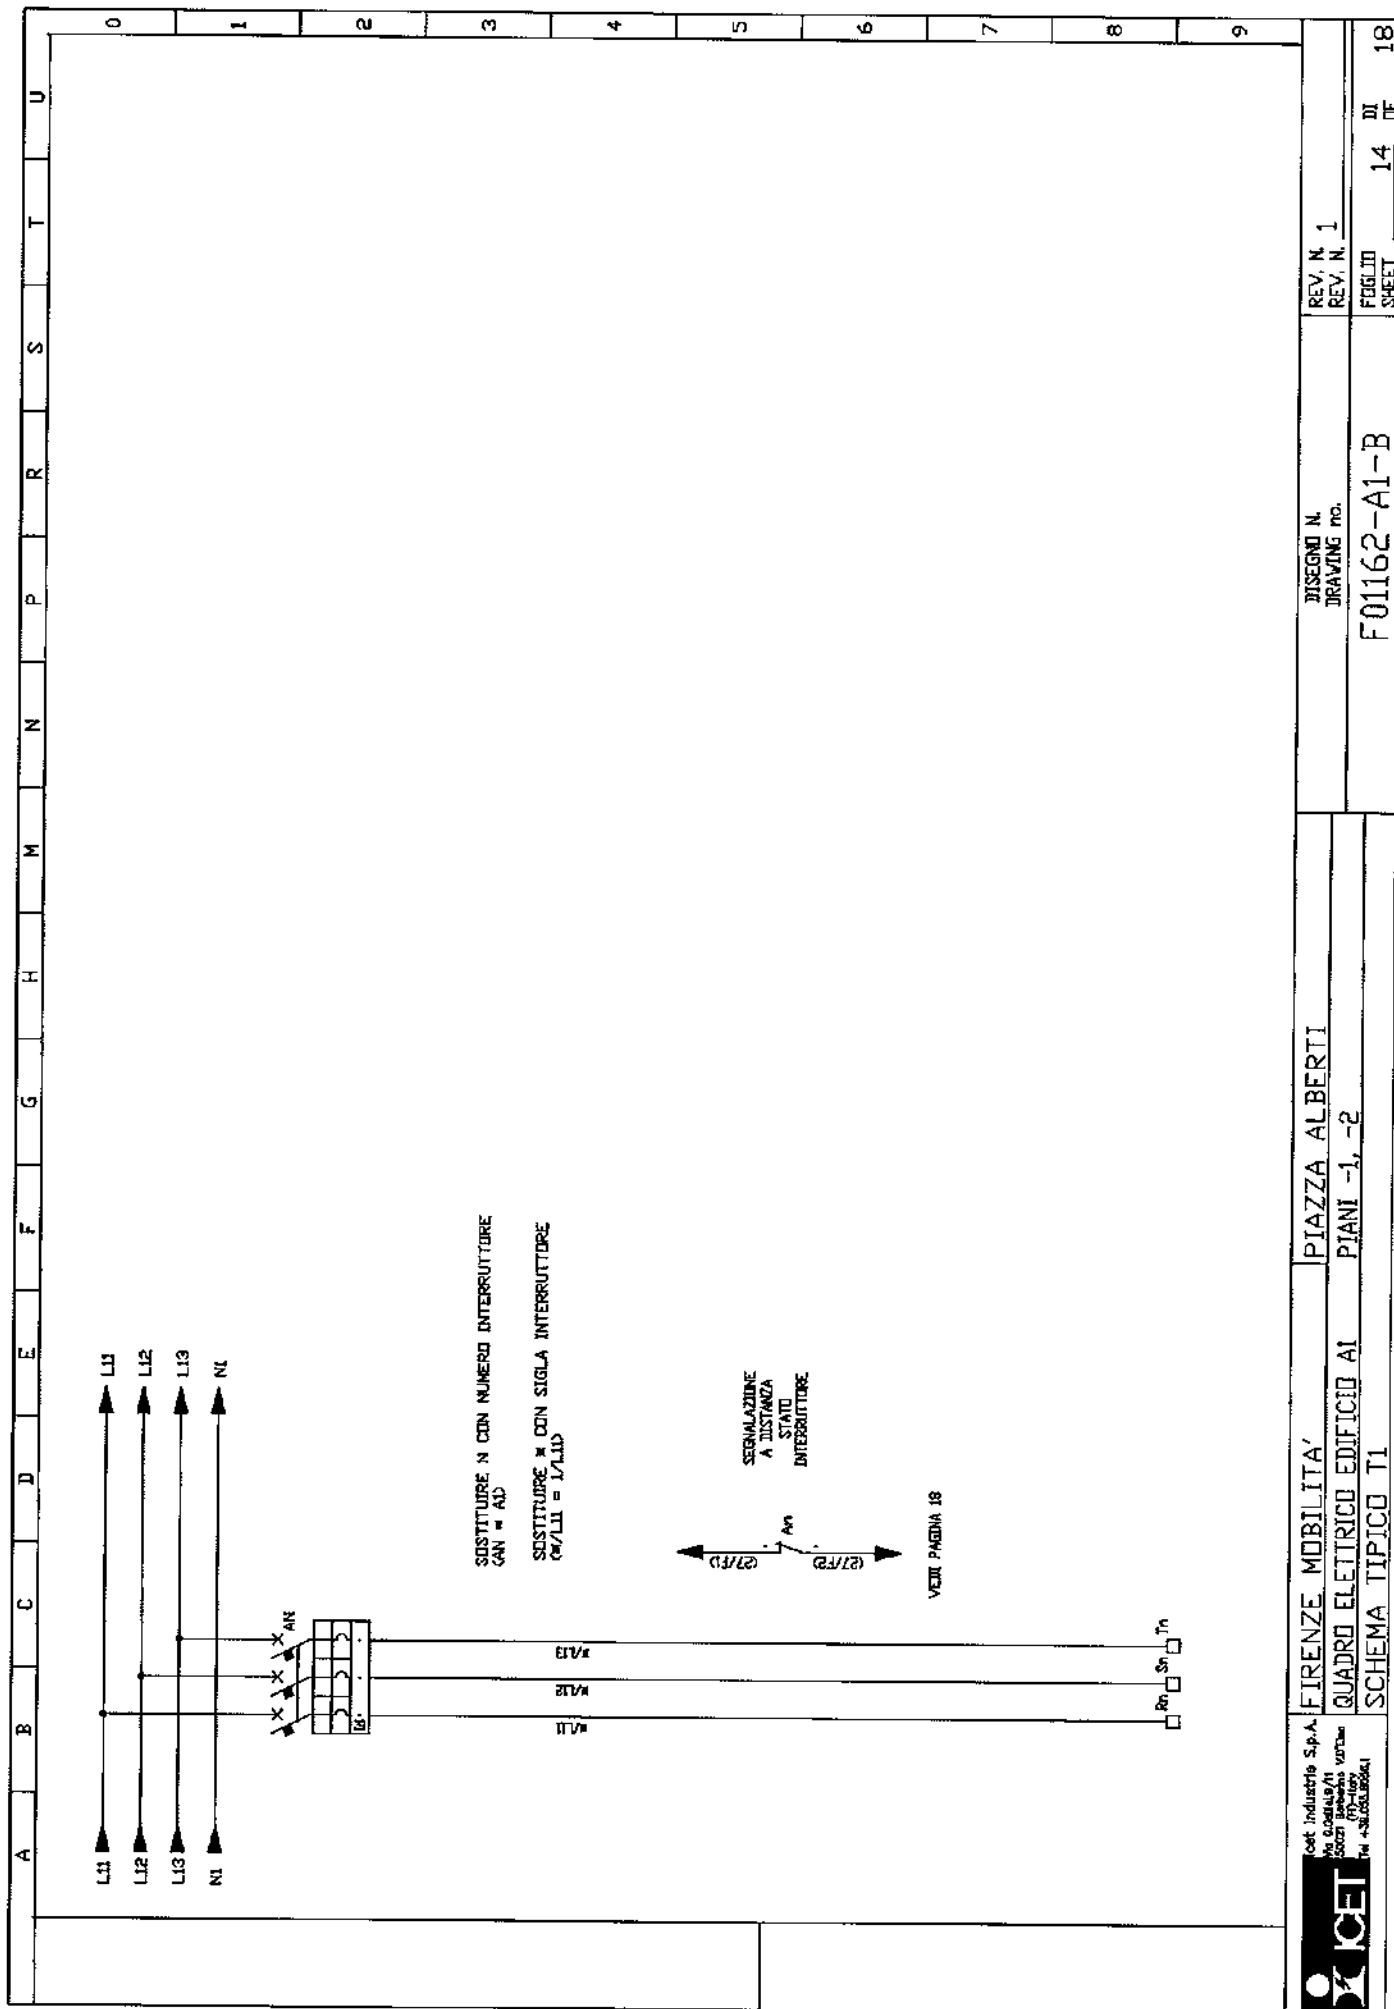 A B C D E F G H M N P R S T U
0
1
2
3
4
5
6
7
8
9
L11 L11
L12 L12
L13 L13
N1 N1
AN
SOSTITUIRE N CON NUMERO INTERRUTTORE
(AN = A1)
SOSTITUIRE * CON SIGLA INTERRUTTORE
(*/L11 = 1/L11)
*/L11
*/L12
*/L13
SEGNALAZIONE
A DISTANZA
STATO
INTERRUTTORE
An
VEDI PAGINA 18
Rn Sn Tn
ICET
Icet Industrie S.p.A.
FIRENZE MOBILITA'
PIAZZA ALBERTI
QUADRO ELETTRICO EDIFICIO A1 PIANI -1, -2
SCHEMA TIPICO T1
DISEGNO N.
DRAWING no.
F01162-A1-B
REV. N.
REV. N. 1
FOGLIO
SHEET
14
DI
OF
18